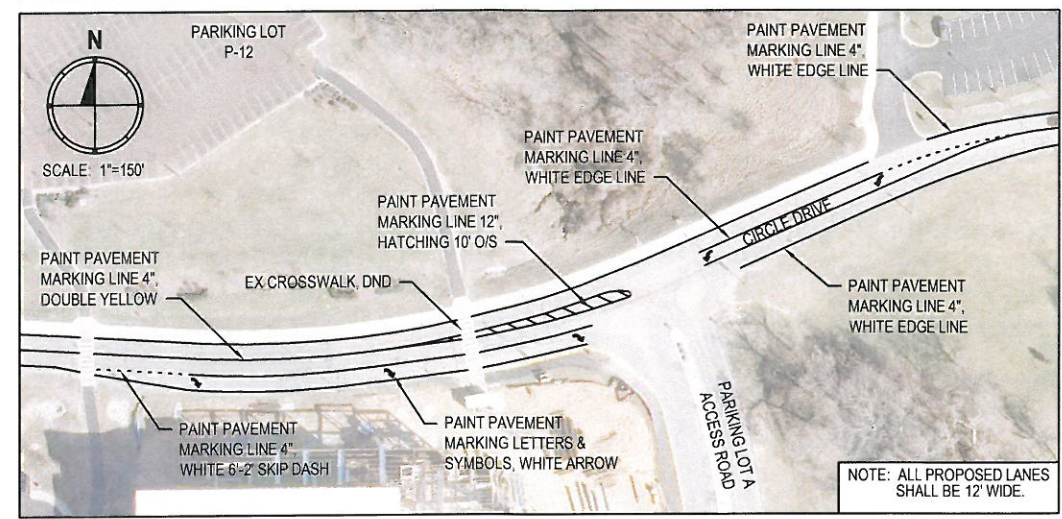 N
SCALE: 1"=150'
PARIKING LOT
P-12
PAINT PAVEMENT
MARKING LINE 4",
WHITE EDGE LINE
PAINT PAVEMENT
MARKING LINE 4",
WHITE EDGE LINE
PAINT PAVEMENT
MARKING LINE 12",
HATCHING 10' O/S
PAINT PAVEMENT
MARKING LINE 4",
DOUBLE YELLOW
EX CROSSWALK, DND
CIRCLE DRIVE
PAINT PAVEMENT
MARKING LINE 4",
WHITE EDGE LINE
PAINT PAVEMENT
MARKING LINE 4",
WHITE 6'-2' SKIP DASH
PAINT PAVEMENT
MARKING LETTERS &
SYMBOLS, WHITE ARROW
PARIKING LOT A
ACCESS ROAD
NOTE: ALL PROPOSED LANES
SHALL BE 12' WIDE.